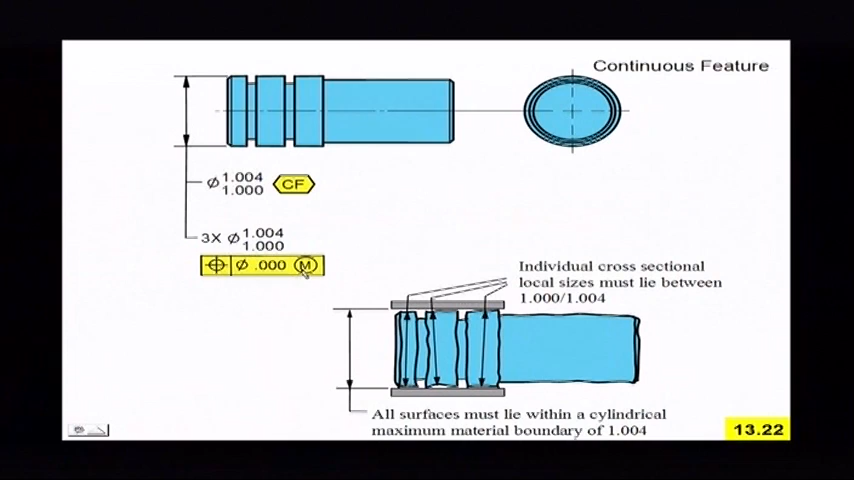 Continuous Feature
⌀ 1.004
1.000
CF
3X ⌀ 1.004
1.000
⌖ ⌀ .000 Ⓜ
Individual cross sectional
local sizes must lie between
1.000/1.004
All surfaces must lie within a cylindrical
maximum material boundary of 1.004
13.22